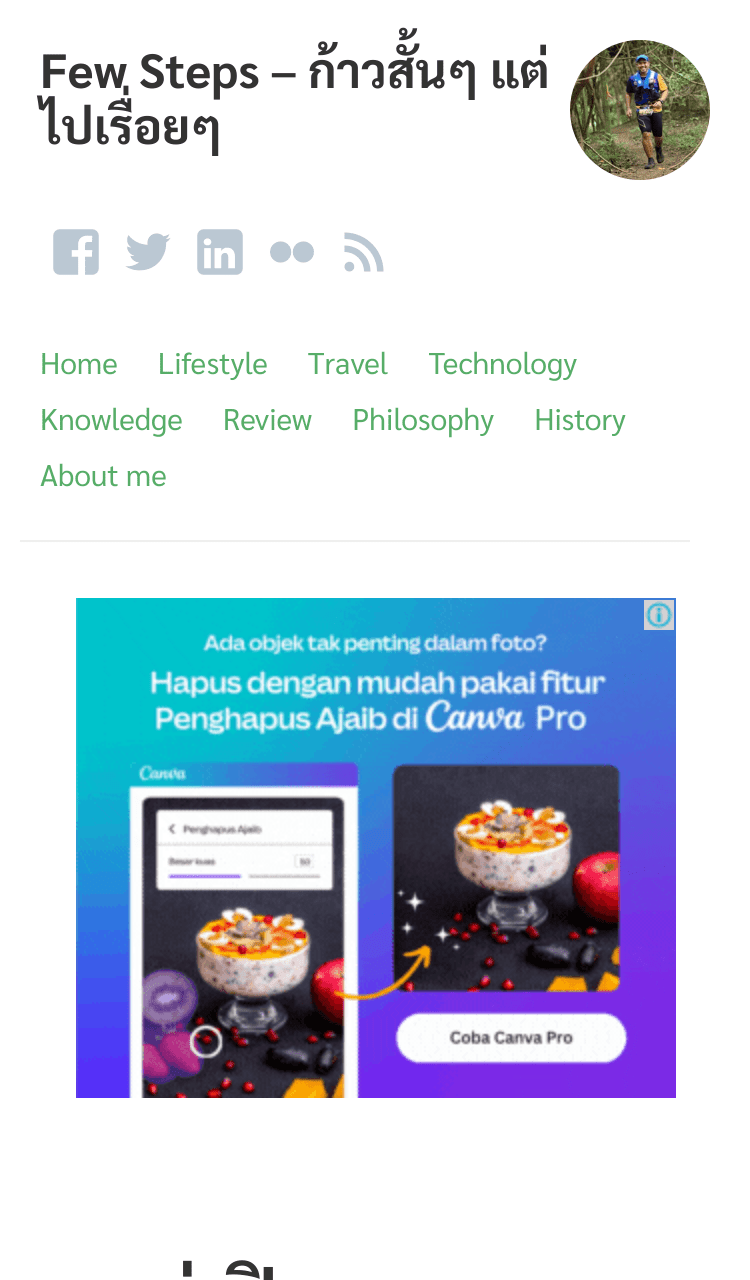 Few Steps – ก้าวสั้นๆ แต่
ไปเรื่อยๆ
Home Lifestyle Travel Technology
Knowledge Review Philosophy History
About me
Ada objek tak penting dalam foto?
Hapus dengan mudah pakai fitur
Penghapus Ajaib di Canva Pro
Canva
Penghapus Ajaib
Besar kuas 50
Coba Canva Pro